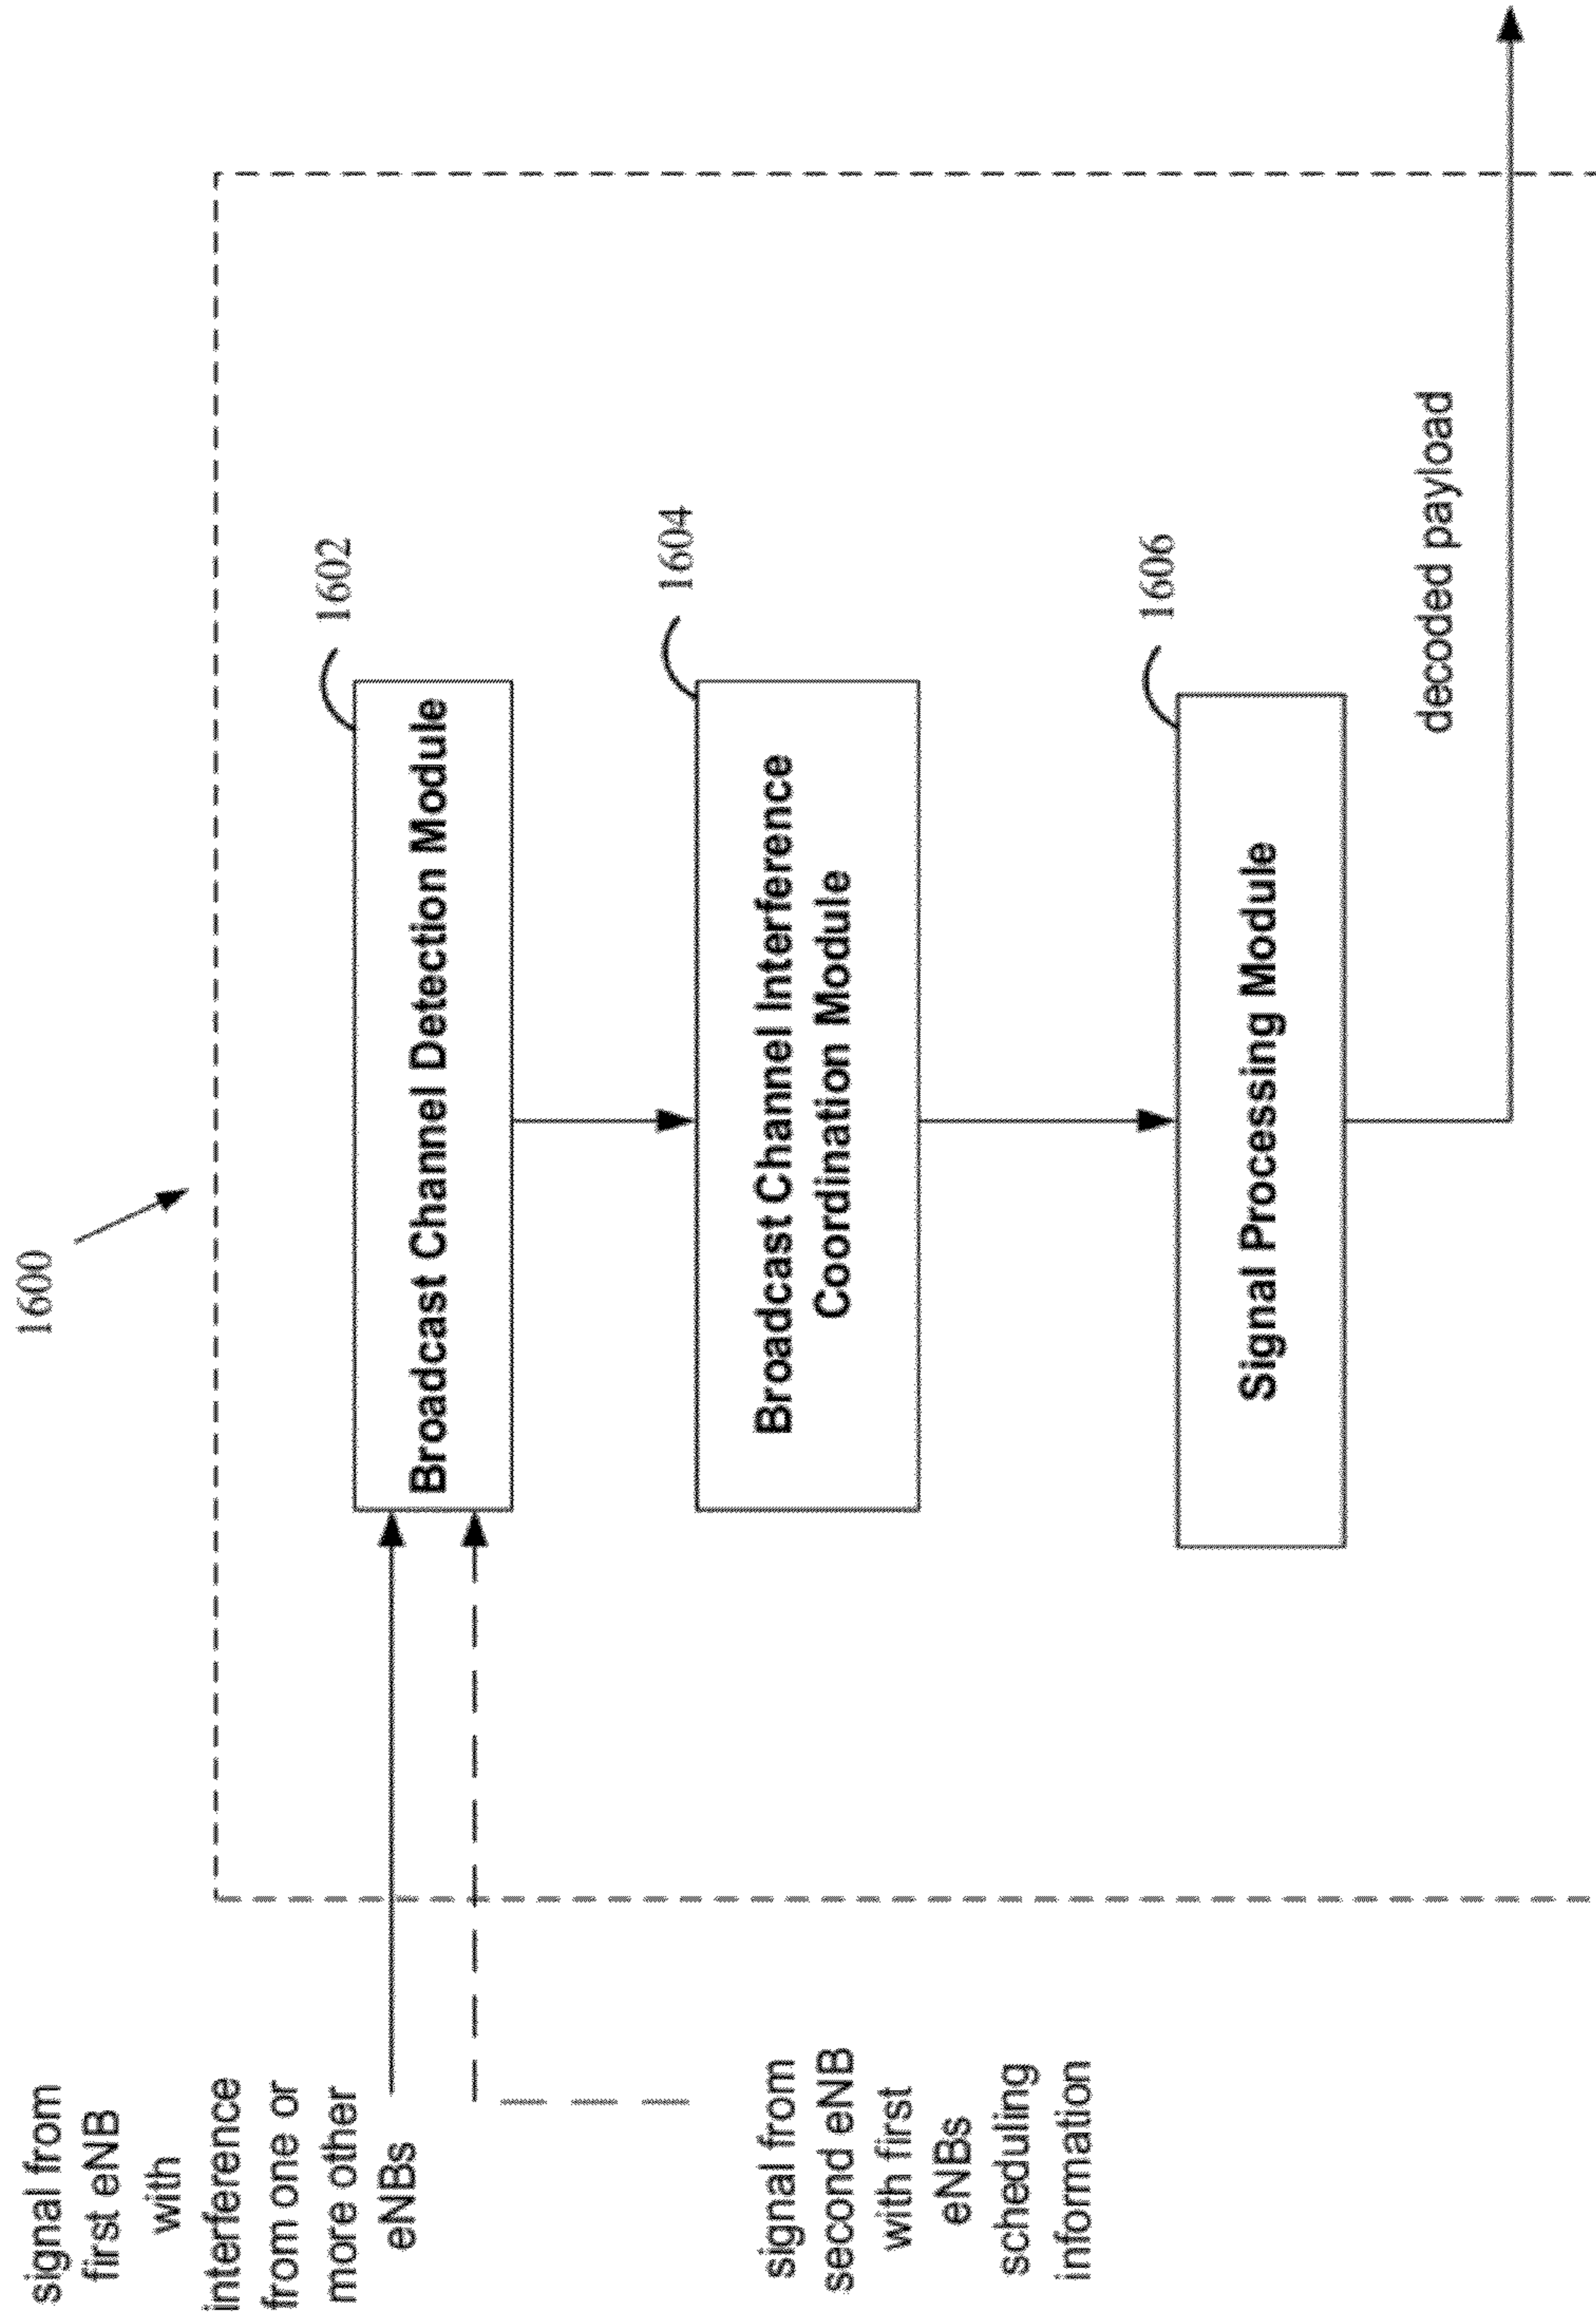 1600
signal from
first eNB
with
interference
from one or
more other
eNBs
Broadcast Channel Detection Module
1602
Broadcast Channel Interference
Coordination Module
1604
signal from
second eNB
with first
eNBs
scheduling
information
Signal Processing Module
1606
decoded payload